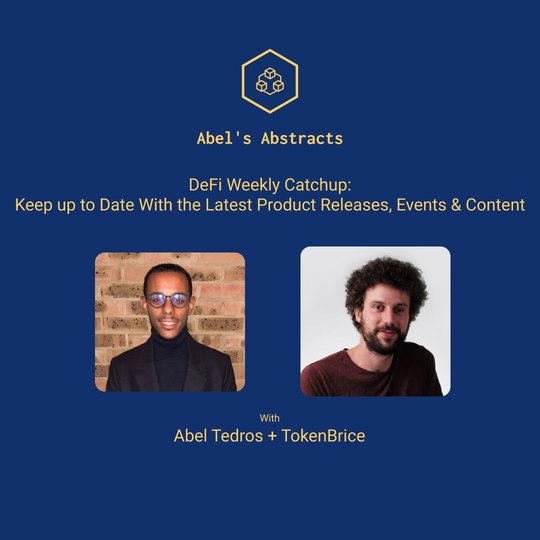 Abel's Abstracts
DeFi Weekly Catchup:
Keep up to Date With the Latest Product Releases, Events & Content
With
Abel Tedros + TokenBrice